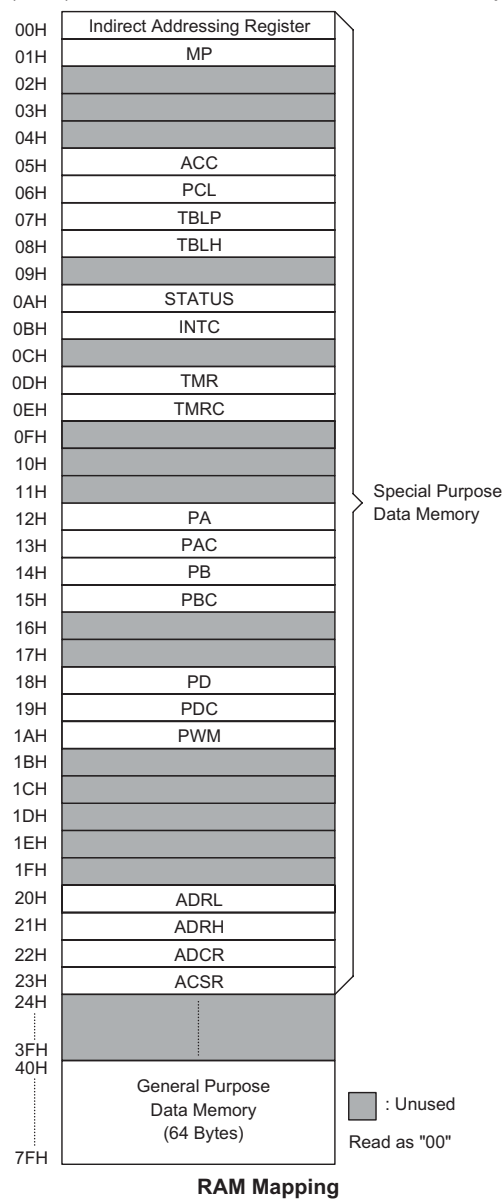 00H Indirect Addressing Register
01H MP
02H
03H
04H
05H ACC
06H PCL
07H TBLP
08H TBLH
09H
0AH STATUS
0BH INTC
0CH
0DH TMR
0EH TMRC
0FH
10H
11H
Special Purpose
Data Memory
12H PA
13H PAC
14H PB
15H PBC
16H
17H
18H PD
19H PDC
1AH PWM
1BH
1CH
1DH
1EH
1FH
20H ADRL
21H ADRH
22H ADCR
23H ACSR
24H
3FH
40H
General Purpose
Data Memory
(64 Bytes)
: Unused
Read as "00"
7FH
RAM Mapping